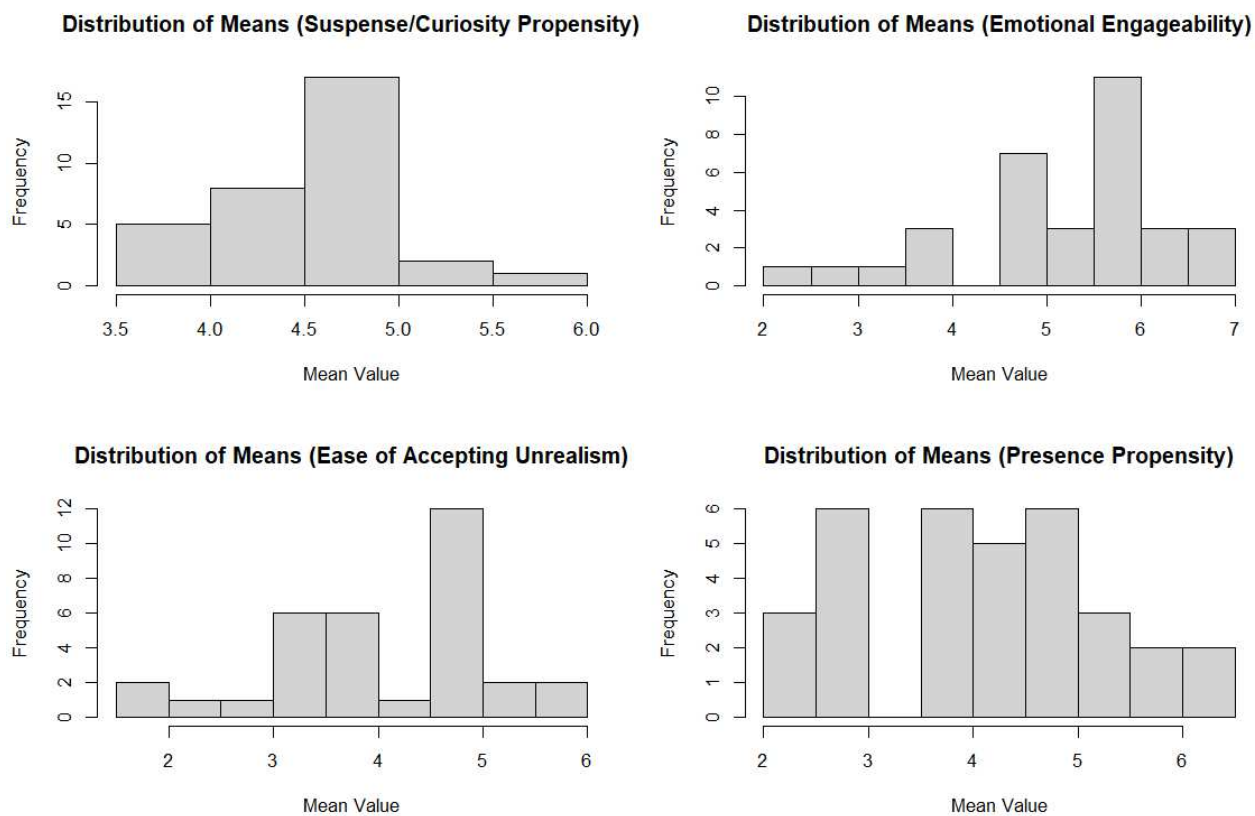 Distribution of Means (Suspense/Curiosity Propensity)
Frequency
15
10
5
0
3.5 4.0 4.5 5.0 5.5 6.0
Mean Value
Distribution of Means (Emotional Engageability)
Frequency
10
8
6
4
2
0
2 3 4 5 6 7
Mean Value
Distribution of Means (Ease of Accepting Unrealism)
Frequency
12
10
8
6
4
2
0
2 3 4 5 6
Mean Value
Distribution of Means (Presence Propensity)
Frequency
6
5
4
3
2
1
0
2 3 4 5 6
Mean Value